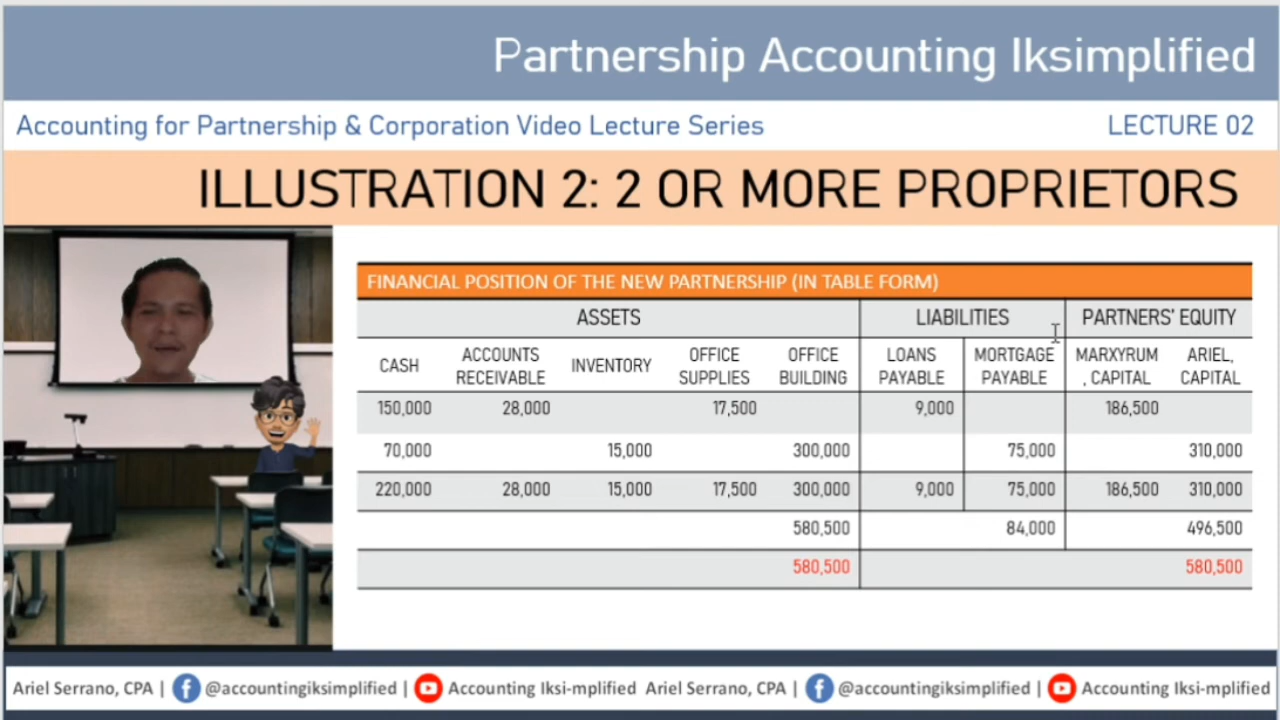 Partnership Accounting Iksimplified
Accounting for Partnership & Corporation Video Lecture Series LECTURE 02
ILLUSTRATION 2: 2 OR MORE PROPRIETORS
FINANCIAL POSITION OF THE NEW PARTNERSHIP (IN TABLE FORM)
ASSETS LIABILITIES PARTNERS' EQUITY
CASH ACCOUNTS RECEIVABLE INVENTORY OFFICE SUPPLIES OFFICE BUILDING LOANS PAYABLE MORTGAGE PAYABLE MARXYRUM , CAPITAL ARIEL, CAPITAL
150,000 28,000 17,500 9,000 186,500
70,000 15,000 300,000 75,000 310,000
220,000 28,000 15,000 17,500 300,000 9,000 75,000 186,500 310,000
580,500 84,000 496,500
580,500 580,500
Ariel Serrano, CPA | @accountingiksimplified | Accounting Iksi-mplified Ariel Serrano, CPA | @accountingiksimplified | Accounting Iksi-mplified